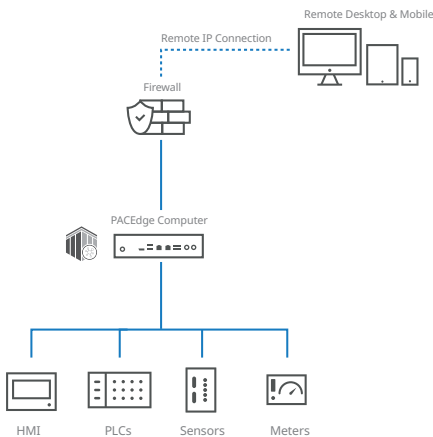 Remote Desktop & Mobile
Remote IP Connection
Firewall
PACEdge Computer
HMI
PLCs
Sensors
Meters